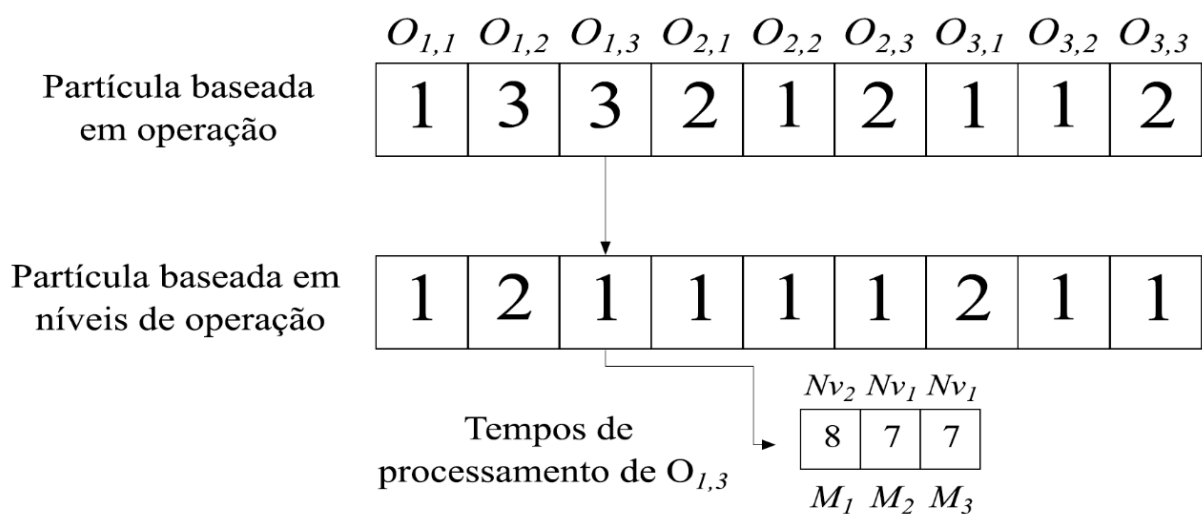 O1,1 O1,2 O1,3 O2,1 O2,2 O2,3 O3,1 O3,2 O3,3
Partícula baseada
em operação
1 3 3 2 1 2 1 1 2
Partícula baseada em
níveis de operação
1 2 1 1 1 1 2 1 1
Nv2 Nv1 Nv1
Tempos de
processamento de O1,3
8 7 7
M1 M2 M3